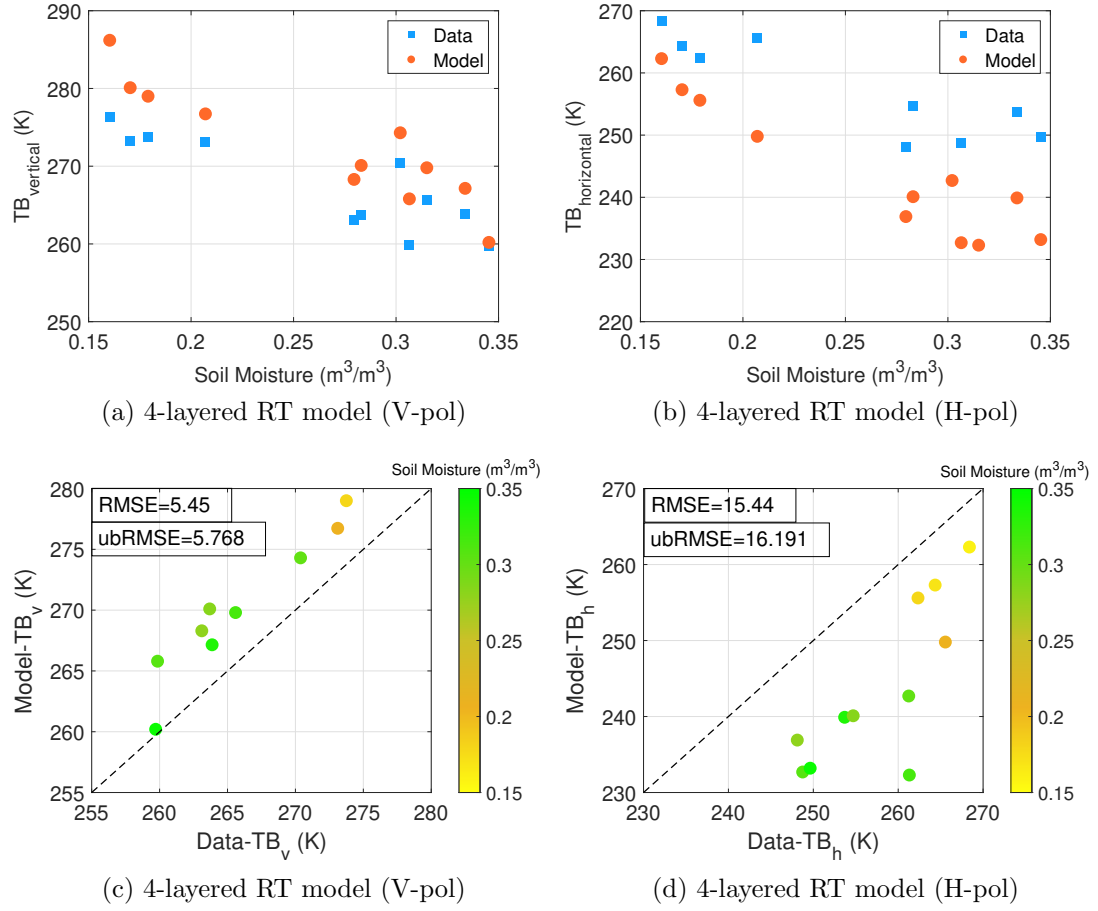 290
280
270
260
250
TB_vertical (K)
Data
Model
0.15 0.2 0.25 0.3 0.35
Soil Moisture (m³/m³)
(a) 4-layered RT model (V-pol)
270
260
250
240
230
220
TB_horizontal (K)
Data
Model
0.15 0.2 0.25 0.3 0.35
Soil Moisture (m³/m³)
(b) 4-layered RT model (H-pol)
Soil Moisture (m³/m³)
280
275
270
265
260
255
Model-TB_v (K)
RMSE=5.45
ubRMSE=5.768
0.35
0.3
0.25
0.2
0.15
255 260 265 270 275 280
Data-TB_v (K)
(c) 4-layered RT model (V-pol)
Soil Moisture (m³/m³)
270
260
250
240
230
Model-TB_h (K)
RMSE=15.44
ubRMSE=16.191
0.35
0.3
0.25
0.2
0.15
230 240 250 260 270
Data-TB_h (K)
(d) 4-layered RT model (H-pol)